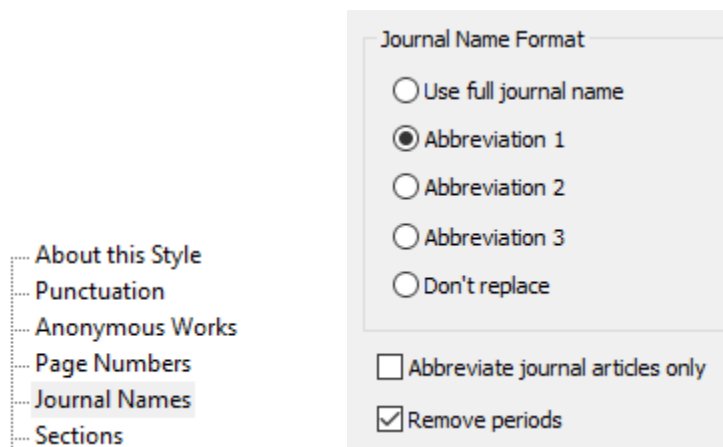 About this Style
Punctuation
Anonymous Works
Page Numbers
Journal Names
Sections
Journal Name Format
Use full journal name
Abbreviation 1
Abbreviation 2
Abbreviation 3
Don't replace
Abbreviate journal articles only
Remove periods